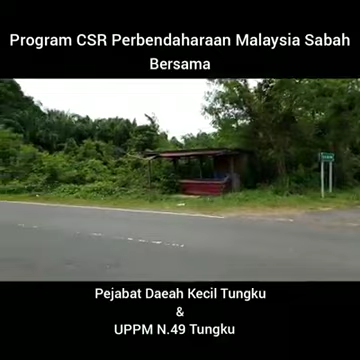 Program CSR Perbendaharaan Malaysia Sabah
Bersama
Pejabat Daeah Kecil Tungku
&
UPPM N.49 Tungku